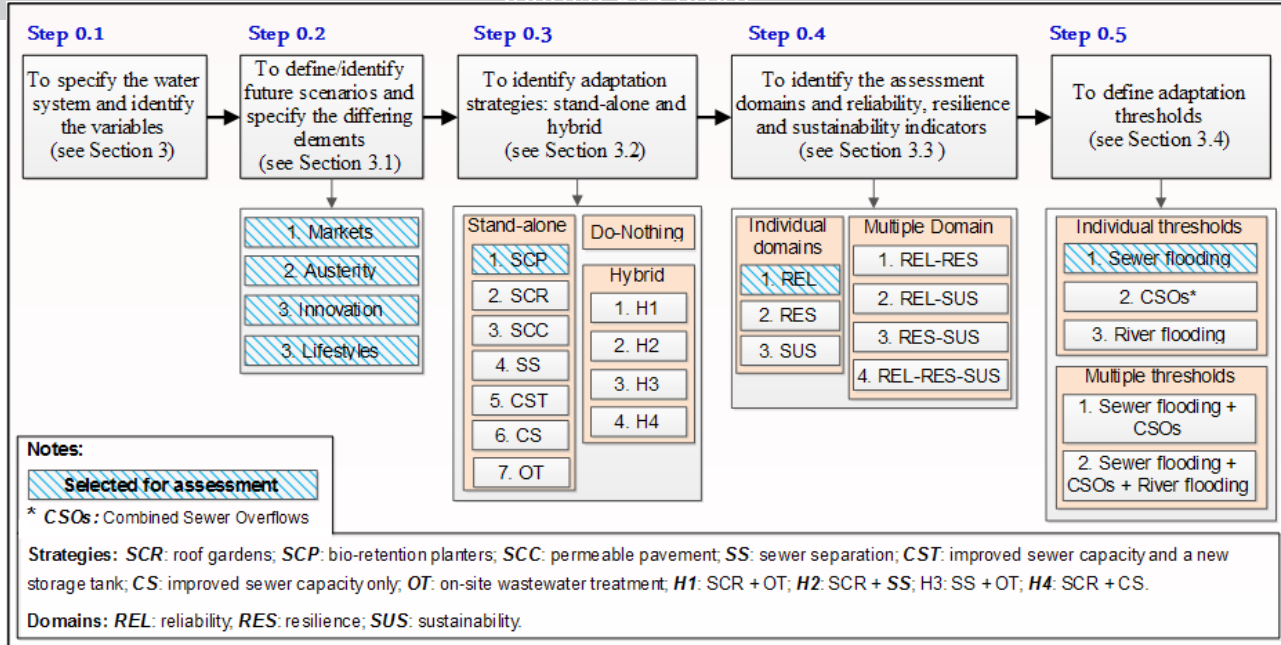 Step 0.1
To specify the water
system and identify
the variables
(see Section 3)
Step 0.2
To define/identify
future scenarios and
specify the differing
elements
(see Section 3.1)
1. Markets
2. Austerity
3. Innovation
3. Lifestyles
Step 0.3
To identify adaptation
strategies: stand-alone and
hybrid
(see Section 3.2)
Stand-alone
1. SCP
2. SCR
3. SCC
4. SS
5. CST
6. CS
7. OT
Do-Nothing
Hybrid
1. H1
2. H2
3. H3
4. H4
Step 0.4
To identify the assessment
domains and reliability, resilience
and sustainability indicators
(see Section 3.3 )
Individual
domains
1. REL
2. RES
3. SUS
Multiple Domain
1. REL-RES
2. REL-SUS
3. RES-SUS
4. REL-RES-SUS
Step 0.5
To define adaptation
thresholds
(see Section 3.4)
Individual thresholds
1. Sewer flooding
2. CSOs*
3. River flooding
Multiple thresholds
1. Sewer flooding +
CSOs
2. Sewer flooding +
CSOs + River flooding
Notes:
Selected for assessment
* CSOs: Combined Sewer Overflows
Strategies: SCR: roof gardens; SCP: bio-retention planters; SCC: permeable pavement; SS: sewer separation; CST: improved sewer capacity and a new
storage tank; CS: improved sewer capacity only; OT: on-site wastewater treatment; H1: SCR + OT; H2: SCR + SS; H3: SS + OT; H4: SCR + CS.
Domains: REL: reliability; RES: resilience; SUS: sustainability.